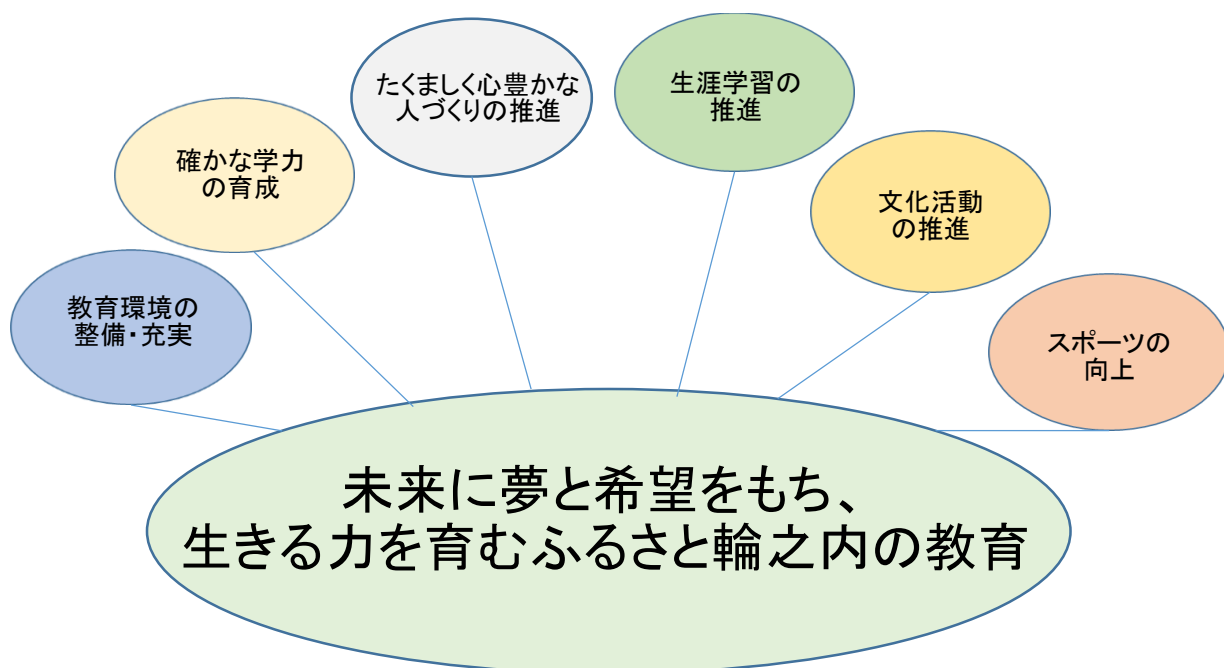 たくましく心豊かな
人づくりの推進
生涯学習の
推進
確かな学力
の育成
文化活動
の推進
教育環境の
整備・充実
スポーツの
向上
未来に夢と希望をもち、
生きる力を育むふるさと輪之内の教育